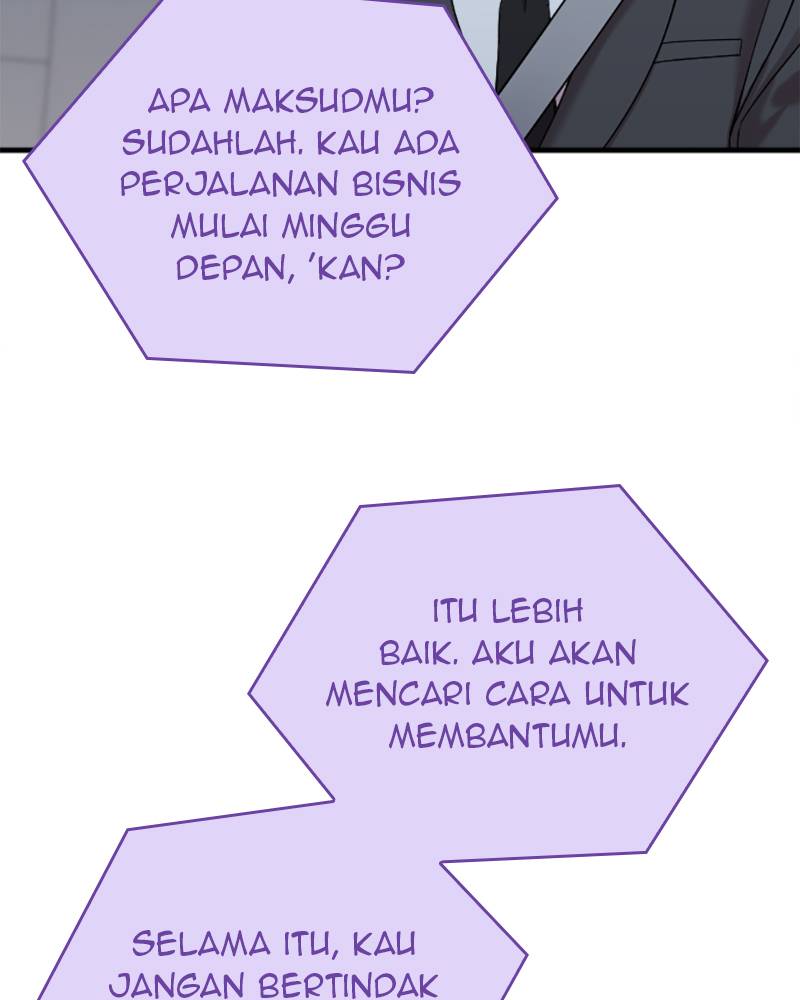 APA MAKSUDMU?
SUDAHLAH. KAU ADA
PERJALANAN BISNIS
MULAI MINGGU
DEPAN, 'KAN?
ITU LEBIH
BAIK. AKU AKAN
MENCARI CARA UNTUK
MEMBANTUMU.
SELAMA ITU, KAU
JANGAN BERTINDAK